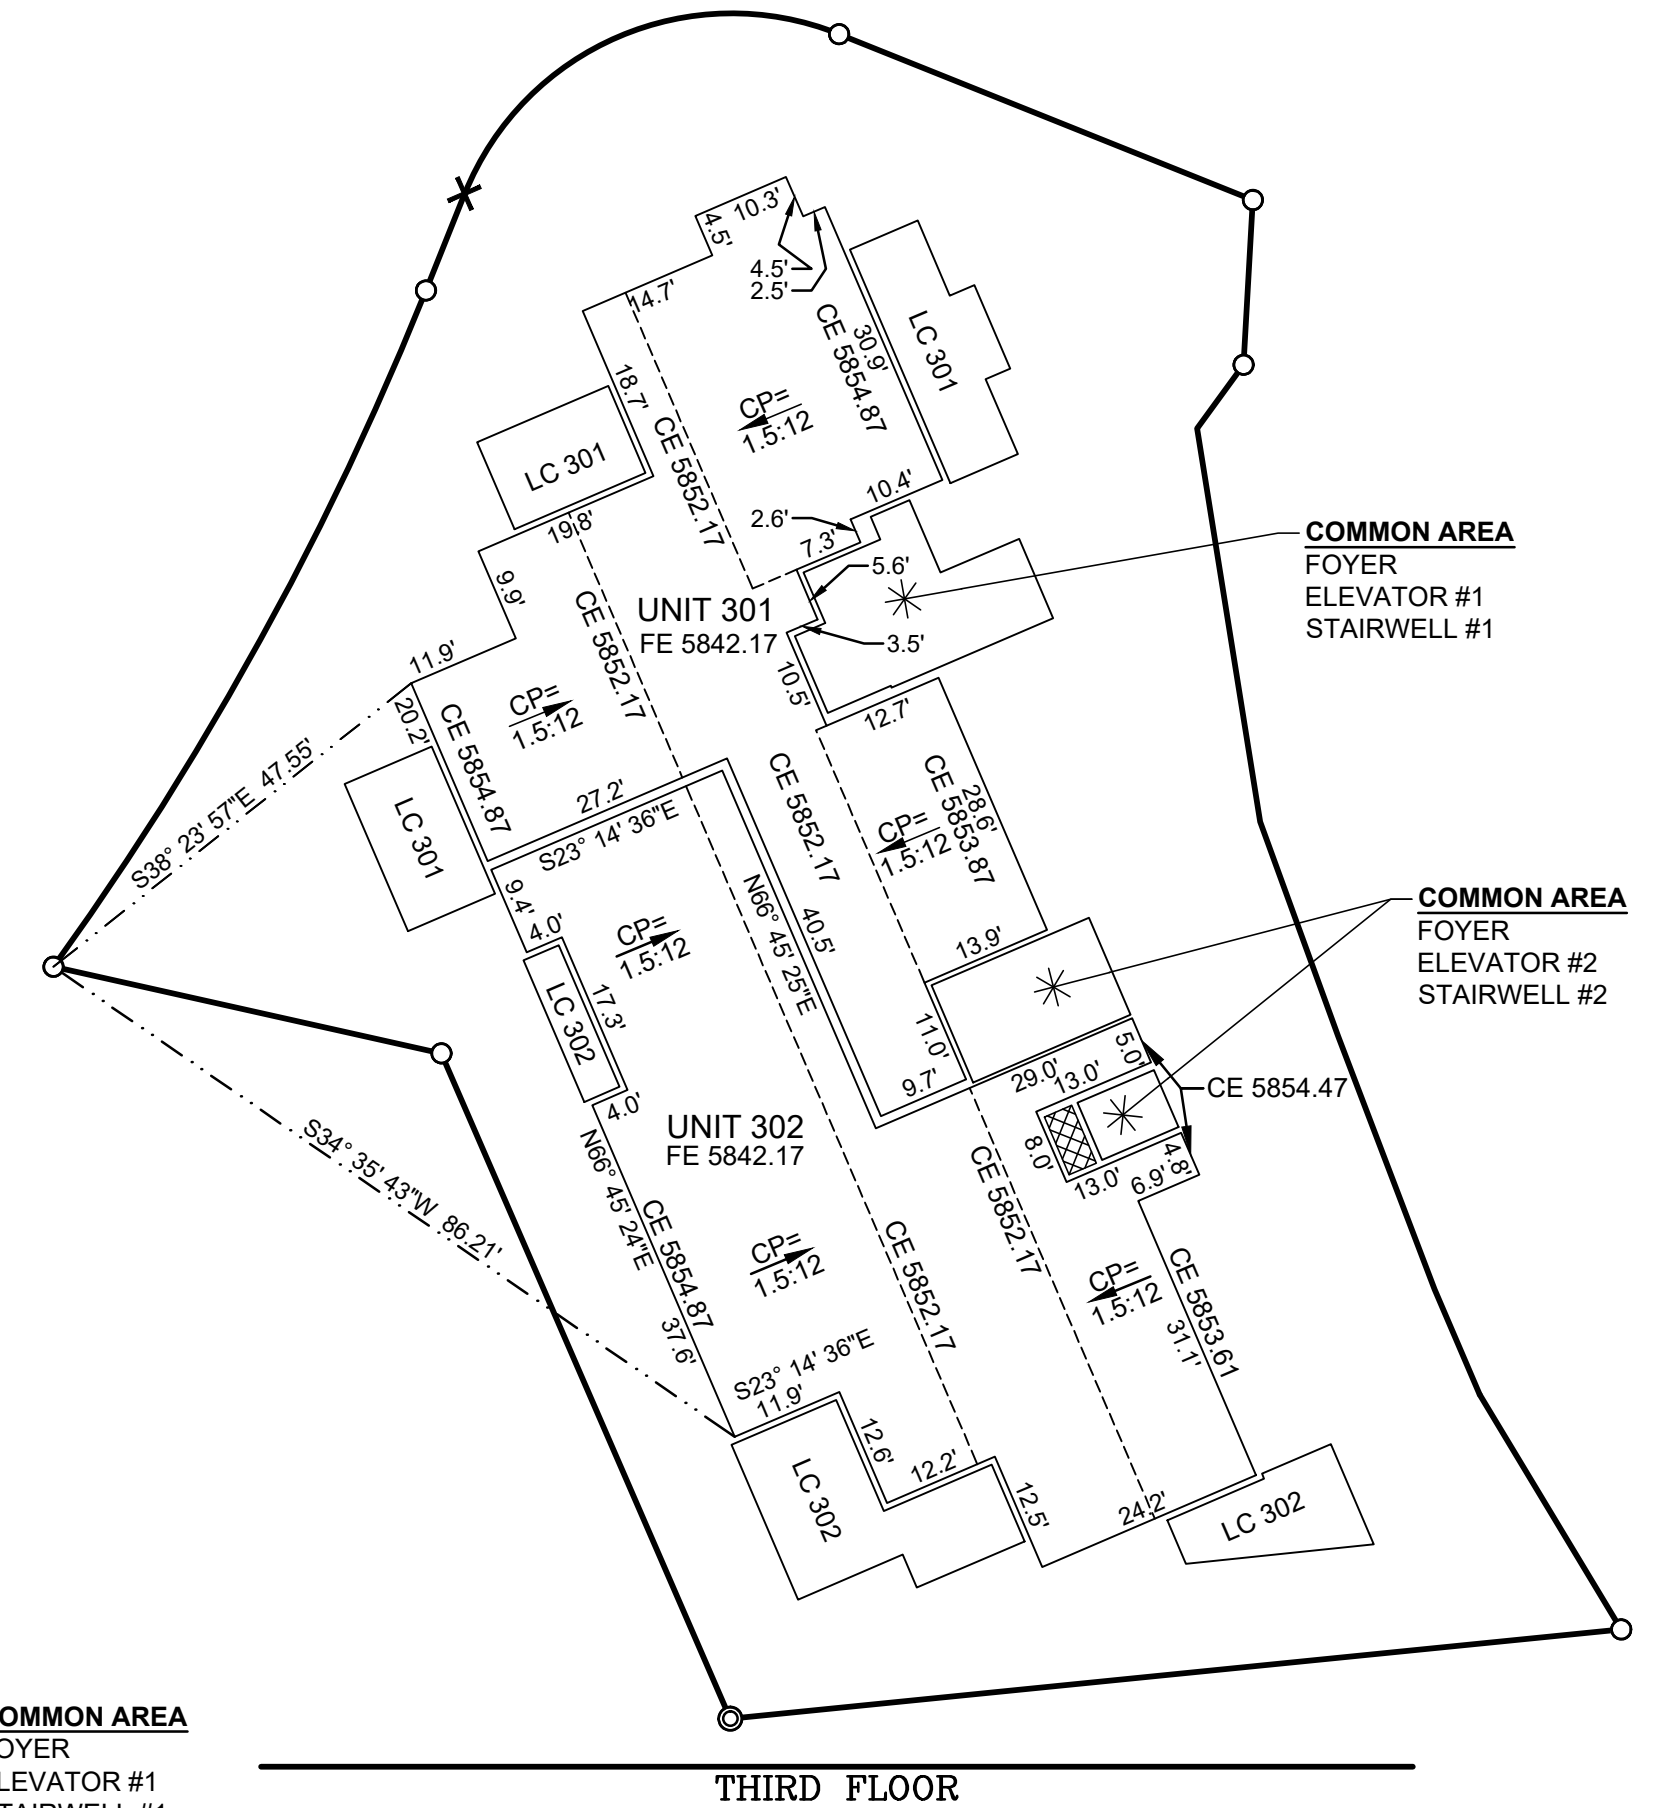 10.3'
4.5'
4.5'
2.5'
14.7'
30.9'
CE 5854.87
LC 301
18.7'
CE 5852.17
CP=
1.5:12
LC 301
10.4'
2.6'
7.3'
19.8'
5.6'
COMMON AREA
FOYER
ELEVATOR #1
STAIRWELL #1
9.9'
CE 5852.17
UNIT 301
FE 5842.17
3.5'
11.9'
10.5'
12.7'
20.2'
CE 5854.87
CP=
1.5:12
S38° 23' 57"E 47.55'
LC 301
27.2'
S23° 14' 36"E
CE 5852.17
CE 5853.87
28.6'
CP=
1.5:12
9.4'
4.0'
CP=
1.5:12
N66° 45' 25"E
40.5'
13.9'
COMMON AREA
FOYER
ELEVATOR #2
STAIRWELL #2
LC 302
17.3'
11.0'
9.7'
29.0'
13.0'
5.0'
CE 5854.47
4.0'
UNIT 302
FE 5842.17
8.0'
13.0'
4.8'
6.9'
S34° 35' 43"W 86.21'
N66° 45' 24"E
CE 5854.87
37.6'
CP=
1.5:12
CE 5852.17
CE 5852.17
CP=
1.5:12
CE 5853.61
31.1'
S23° 14' 36"E
11.9'
12.6'
12.2'
12.5'
24.2'
LC 302
LC 302
OMMON AREA
OYER
LEVATOR #1
TAIRWELL #1
THIRD FLOOR